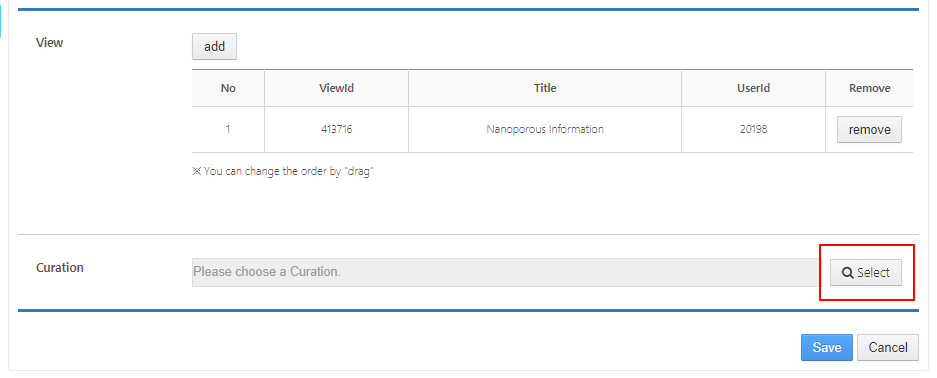 View
add
No ViewId Title UserId Remove
1 413716 Nanoporous Information 20198 remove
※ You can change the order by "drag"
Curation
Please choose a Curation.
Select
Save Cancel